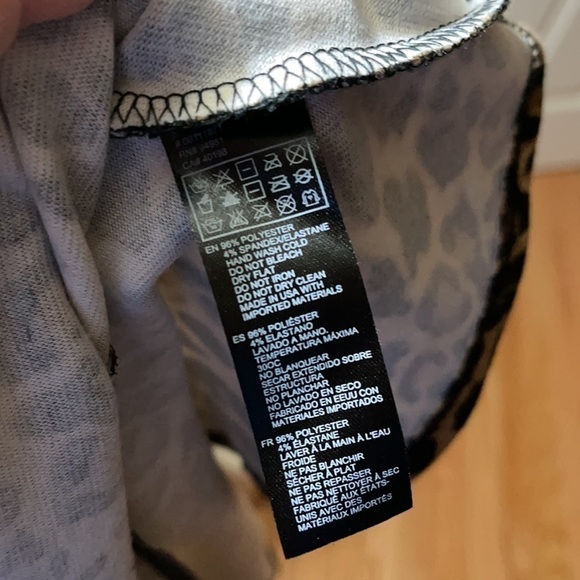 RN# 94981
CA# 40198
EN 96% POLYESTER
4% SPANDEX/ELASTANE
HAND WASH COLD
DO NOT BLEACH
DRY FLAT
DO NOT IRON
DO NOT DRY CLEAN
MADE IN USA WITH
IMPORTED MATERIALS
ES 96% POLIÉSTER
4% ELASTANO
LAVADO A MANO.
TEMPERATURA MÁXIMA
30OC
NO BLANQUEAR
SECAR EXTENDIDO SOBRE
ESTRUCTURA
NO PLANCHAR
NO LAVADO EN SECO
FABRICADO EN EEUU CON
MATERIALES IMPORTADOS
FR 96% POLYESTER
4% ÉLASTANE
LAVER À LA MAIN À L'EAU
FROIDE
NE PAS BLANCHIR
SÉCHER À PLAT
NE PAS REPASSER
NE PAS NETTOYER À SEC
FABRIQUÉ AUX ÉTATS-
UNIS AVEC DES
MATÉRIAUX IMPORTÉS